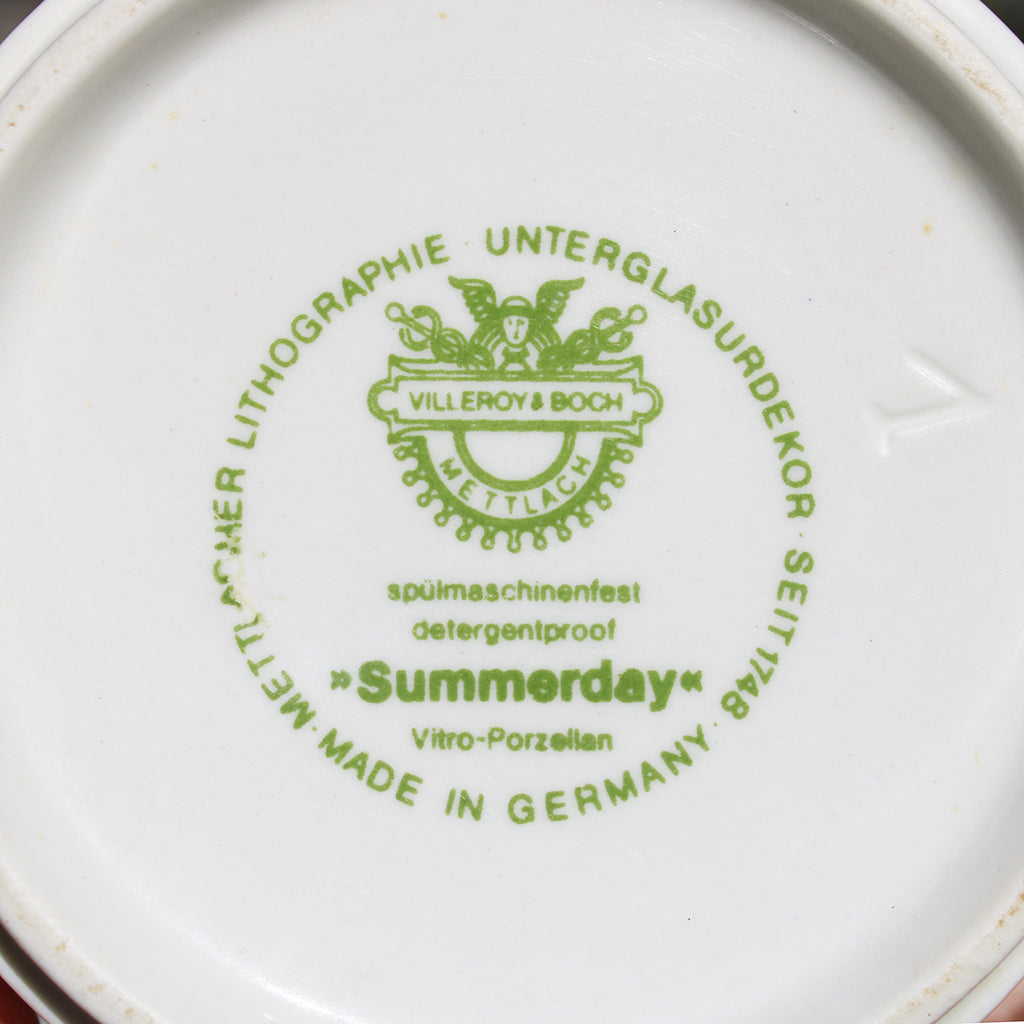 METTLACHER LITHOGRAPHIE · UNTERGLASURDEKOR · SEIT 1748 ·
VILLEROY & BOCH
METTLACH
spülmaschinenfest
detergentproof
»Summerday«
Vitro-Porzellan
· MADE IN GERMANY ·